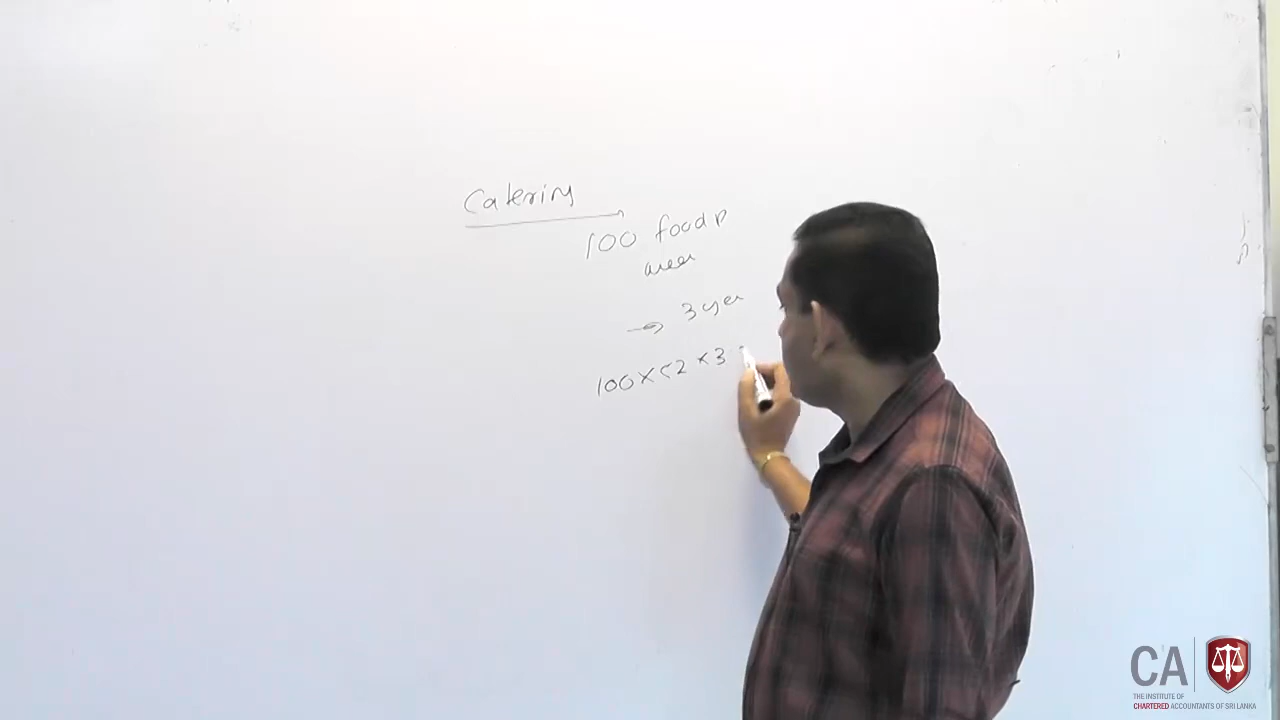 Catering
100 food p
area
→ 3 year
100 × 52 × 3
CA
THE INSTITUTE OF
CHARTERED ACCOUNTANTS OF SRI LANKA